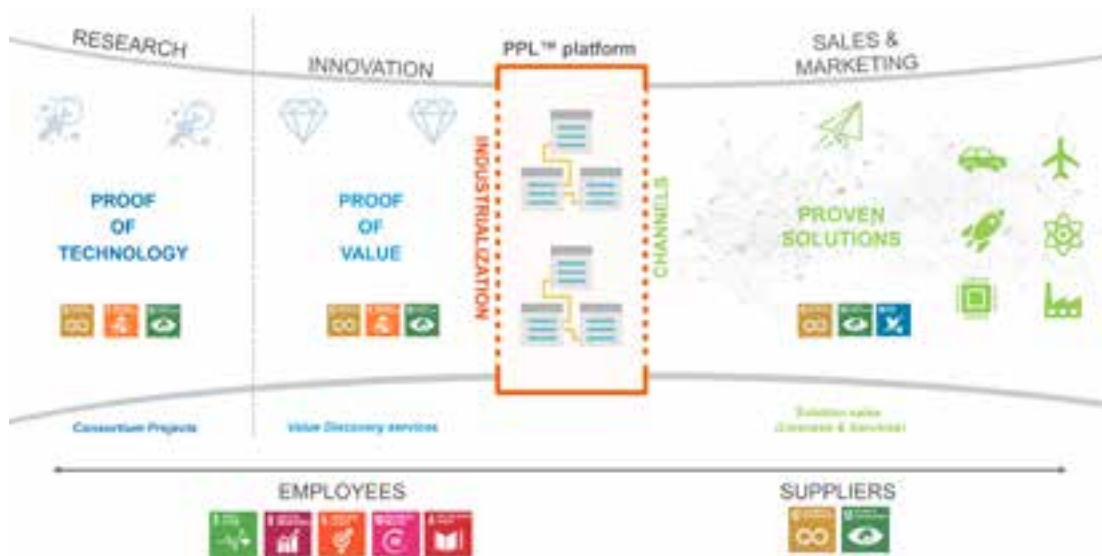 RESEARCH
INNOVATION
PPL™ platform
SALES &
MARKETING
PROOF
OF
TECHNOLOGY
PROOF
OF
VALUE
INDUSTRIALIZATION
CHANNELS
PROVEN
SOLUTIONS
Consortium Projects
Value Discovery services
Solution sales
(Licenses & Services)
EMPLOYEES
SUPPLIERS